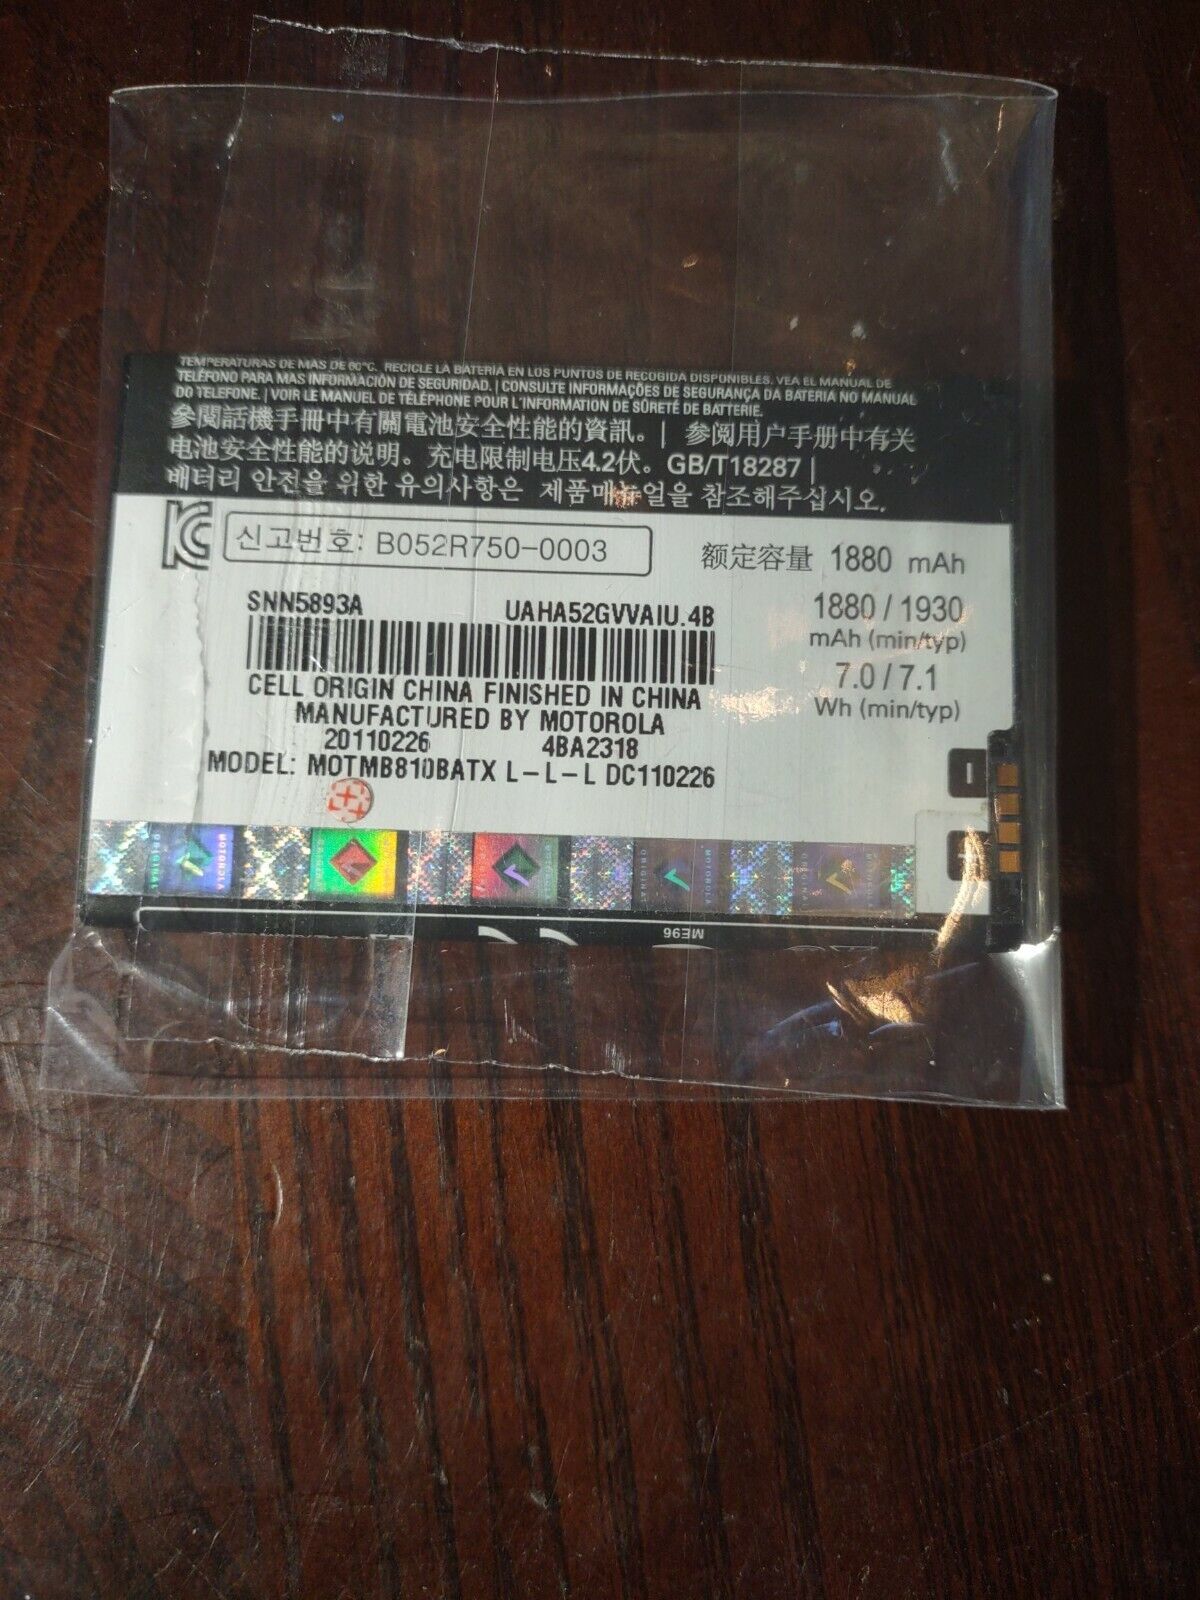 TEMPERATURAS DE MAS DE 60°C. RECICLE LA BATERÍA EN LOS PUNTOS DE RECOGIDA DISPONIBLES. VEA EL MANUAL DE
TELÉFONO PARA MAS INFORMACIÓN DE SEGURIDAD. | CONSULTE INFORMAÇÕES DE SEGURANÇA DA BATERIA NO MANUAL
DO TELEFONE. | VOIR LE MANUEL DE TÉLÉPHONE POUR L'INFORMATION DE SÛRETÉ DE BATTERIE.
參閱話機手冊中有關電池安全性能的資訊。| 参阅用户手册中有关
电池安全性能的说明。充电限制电压4.2伏。GB/T18287 |
배터리 안전을 위한 유의사항은 제품매뉴얼을 참조해주십시오.
신고번호: B052R750-0003
额定容量 1880 mAh
SNN5893A UAHA52GVVAIU.4B
1880 / 1930
mAh (min/typ)
7.0 / 7.1
Wh (min/typ)
CELL ORIGIN CHINA FINISHED IN CHINA
MANUFACTURED BY MOTOROLA
20110226 4BA2318
MODEL: MOTMB810BATX L-L-L DC110226
-
+
ORIGINAL MOTOROLA
ORIGINAL
ORIGINAL MOTOROLA
ME96